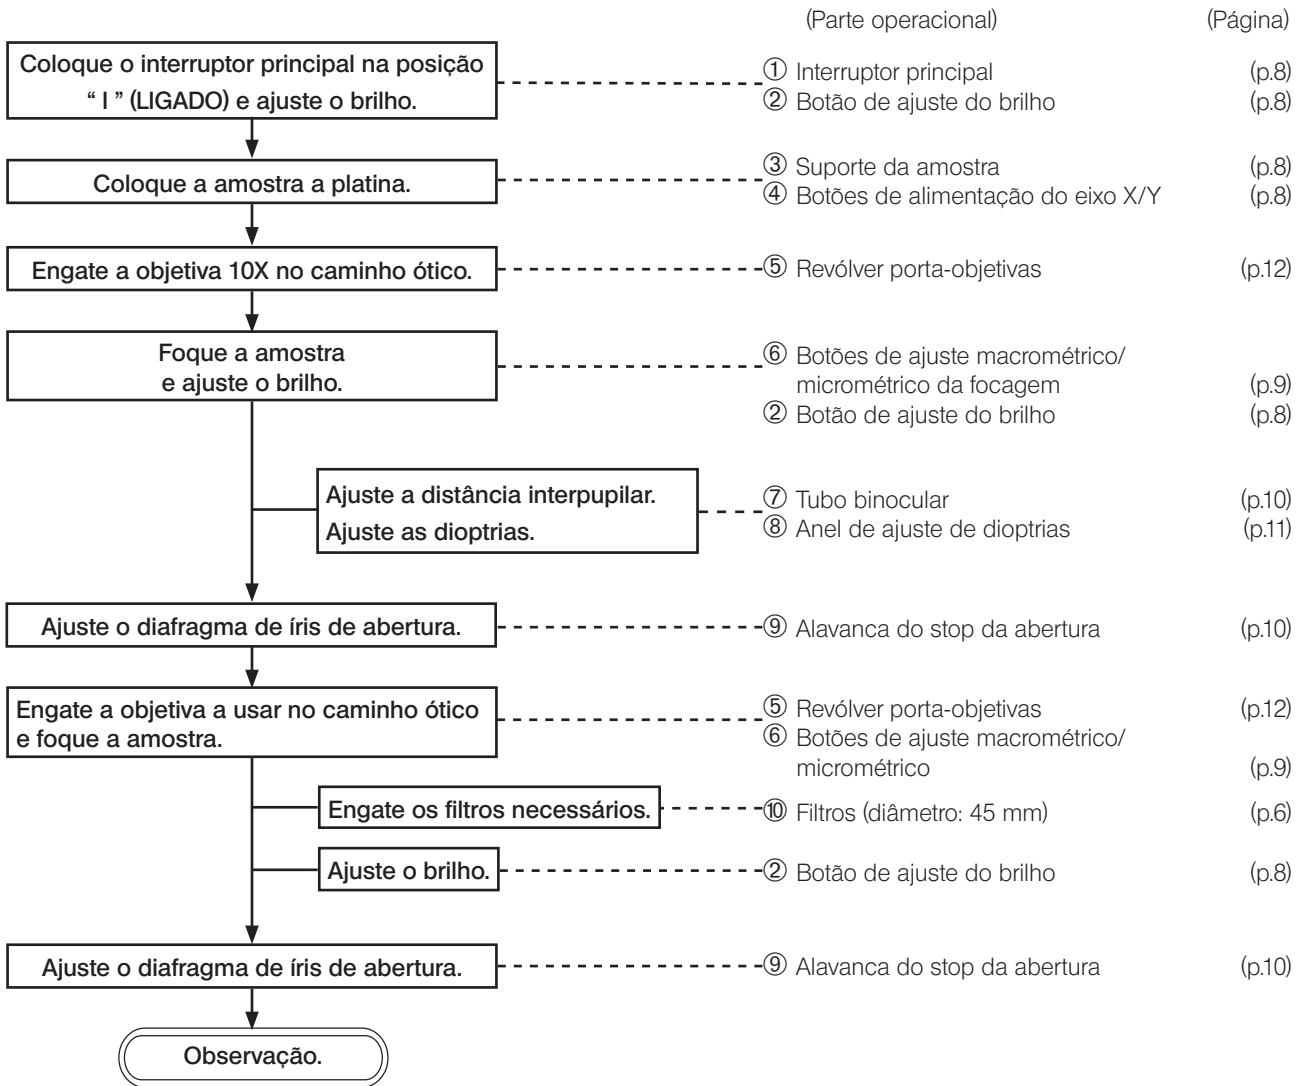 (Parte operacional) (Página)
Coloque o interruptor principal na posição
“ I ” (LIGADO) e ajuste o brilho.
① Interruptor principal (p.8)
② Botão de ajuste do brilho (p.8)
Coloque a amostra a platina.
③ Suporte da amostra (p.8)
④ Botões de alimentação do eixo X/Y (p.8)
Engate a objetiva 10X no caminho ótico.
⑤ Revólver porta-objetivas (p.12)
Foque a amostra
e ajuste o brilho.
⑥ Botões de ajuste macrométrico/
micrométrico da focagem (p.9)
② Botão de ajuste do brilho (p.8)
Ajuste a distância interpupilar.
Ajuste as dioptrias.
⑦ Tubo binocular (p.10)
⑧ Anel de ajuste de dioptrias (p.11)
Ajuste o diafragma de íris de abertura.
⑨ Alavanca do stop da abertura (p.10)
Engate a objetiva a usar no caminho ótico
e foque a amostra.
⑤ Revólver porta-objetivas (p.12)
⑥ Botões de ajuste macrométrico/
micrométrico (p.9)
Engate os filtros necessários.
⑩ Filtros (diâmetro: 45 mm) (p.6)
Ajuste o brilho.
② Botão de ajuste do brilho (p.8)
Ajuste o diafragma de íris de abertura.
⑨ Alavanca do stop da abertura (p.10)
Observação.